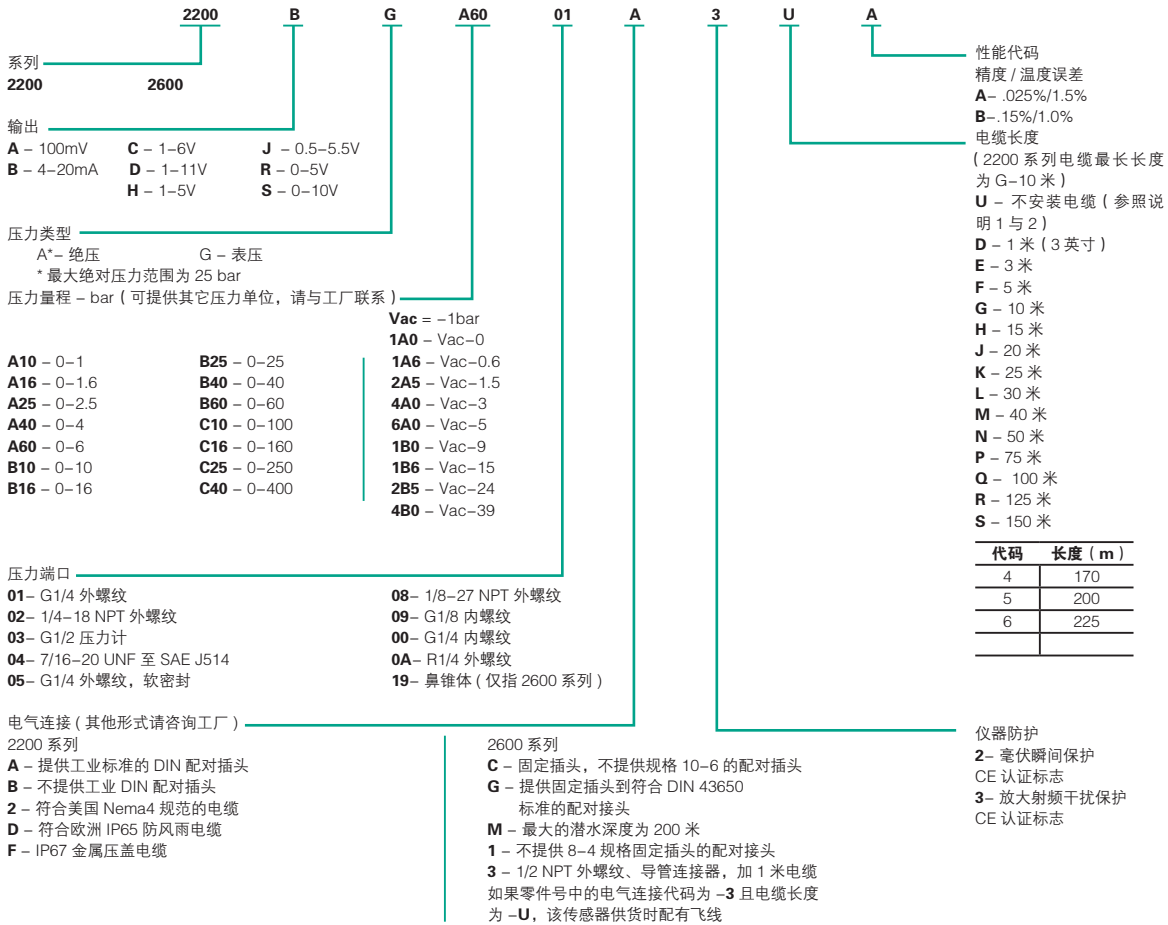 2200 B G A60 01 A 3 U A
系列
2200 2600
输出
A – 100mV C – 1–6V J – 0.5–5.5V
B – 4–20mA D – 1–11V R – 0–5V
H – 1–5V S – 0–10V
压力类型
A*– 绝压 G – 表压
* 最大绝对压力范围为 25 bar
压力量程 – bar（可提供其它压力单位，请与工厂联系）
Vac = –1bar
1A0 – Vac–0
A10 – 0–1 B25 – 0–25 1A6 – Vac–0.6
A16 – 0–1.6 B40 – 0–40 2A5 – Vac–1.5
A25 – 0–2.5 B60 – 0–60 4A0 – Vac–3
A40 – 0–4 C10 – 0–100 6A0 – Vac–5
A60 – 0–6 C16 – 0–160 1B0 – Vac–9
B10 – 0–10 C25 – 0–250 1B6 – Vac–15
B16 – 0–16 C40 – 0–400 2B5 – Vac–24
4B0 – Vac–39
压力端口
01– G1/4 外螺纹 08– 1/8–27 NPT 外螺纹
02– 1/4–18 NPT 外螺纹 09– G1/8 内螺纹
03– G1/2 压力计 00– G1/4 内螺纹
04– 7/16–20 UNF 至 SAE J514 0A– R1/4 外螺纹
05– G1/4 外螺纹，软密封 19– 鼻锥体（仅指 2600 系列）
电气连接（其他形式请咨询工厂）
2200 系列
A – 提供工业标准的 DIN 配对插头
B – 不提供工业 DIN 配对插头
2 – 符合美国 Nema4 规范的电缆
D – 符合欧洲 IP65 防风雨电缆
F – IP67 金属压盖电缆
2600 系列
C – 固定插头，不提供规格 10–6 的配对插头
G – 提供固定插头到符合 DIN 43650
标准的配对接头
M – 最大的潜水深度为 200 米
1 – 不提供 8–4 规格固定插头的配对接头
3 – 1/2 NPT 外螺纹、导管连接器，加 1 米电缆
如果零件号中的电气连接代码为 –3 且电缆长度
为 –U，该传感器供货时配有飞线
性能代码
精度 / 温度误差
A– .025%/1.5%
B–.15%/1.0%
电缆长度
（2200 系列电缆最长长度
为 G–10 米）
U – 不安装电缆（参照说
明 1 与 2）
D – 1 米（3 英寸）
E – 3 米
F – 5 米
G – 10 米
H – 15 米
J – 20 米
K – 25 米
L – 30 米
M – 40 米
N – 50 米
P – 75 米
Q – 100 米
R – 125 米
S – 150 米
代码 长度（m）
4 170
5 200
6 225
仪器防护
2– 毫伏瞬间保护
CE 认证标志
3– 放大射频干扰保护
CE 认证标志